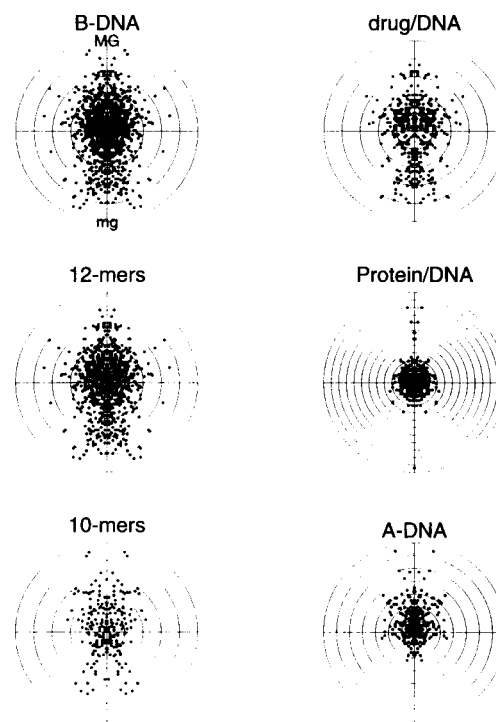 B-DNA
MG
mg
drug/DNA
12-mers
Protein/DNA
10-mers
A-DNA